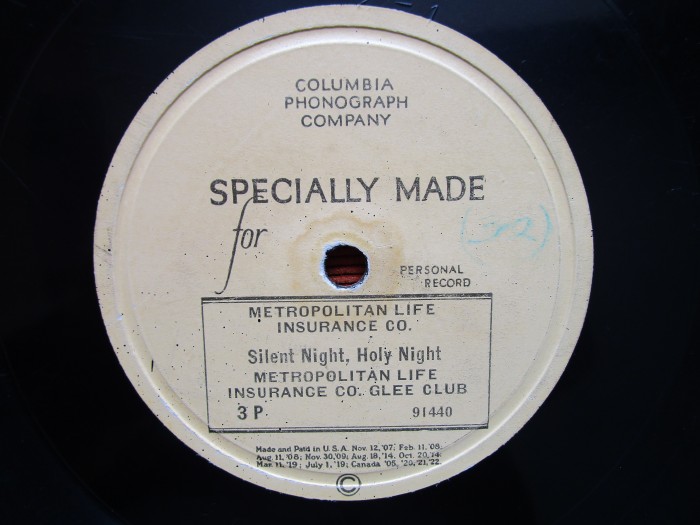 COLUMBIA
PHONOGRAPH
COMPANY
SPECIALLY MADE
for
PERSONAL
RECORD
METROPOLITAN LIFE
INSURANCE CO.
Silent Night, Holy Night
METROPOLITAN LIFE
INSURANCE CO. GLEE CLUB
3 P 91440
Made and Patd in U.S.A. Nov. 12, '07; Feb. 11, '08;
Aug. 11, '08; Nov. 30, '09; Aug. 18, '14; Oct. 20, '14;
Mar. 11, '19; July 1, '19; Canada '05, '20, '21, '22.
©